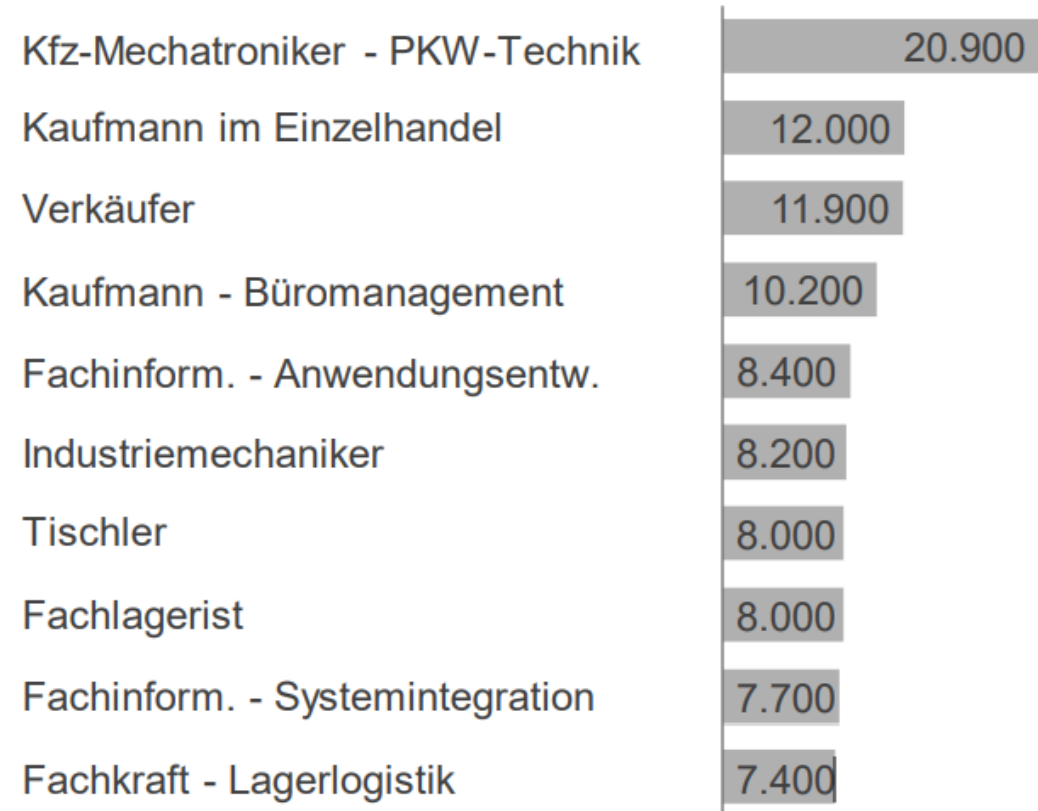 Kfz-Mechatroniker - PKW-Technik 20.900
Kaufmann im Einzelhandel 12.000
Verkäufer 11.900
Kaufmann - Büromanagement 10.200
Fachinform. - Anwendungsentw. 8.400
Industriemechaniker 8.200
Tischler 8.000
Fachlagerist 8.000
Fachinform. - Systemintegration 7.700
Fachkraft - Lagerlogistik 7.400